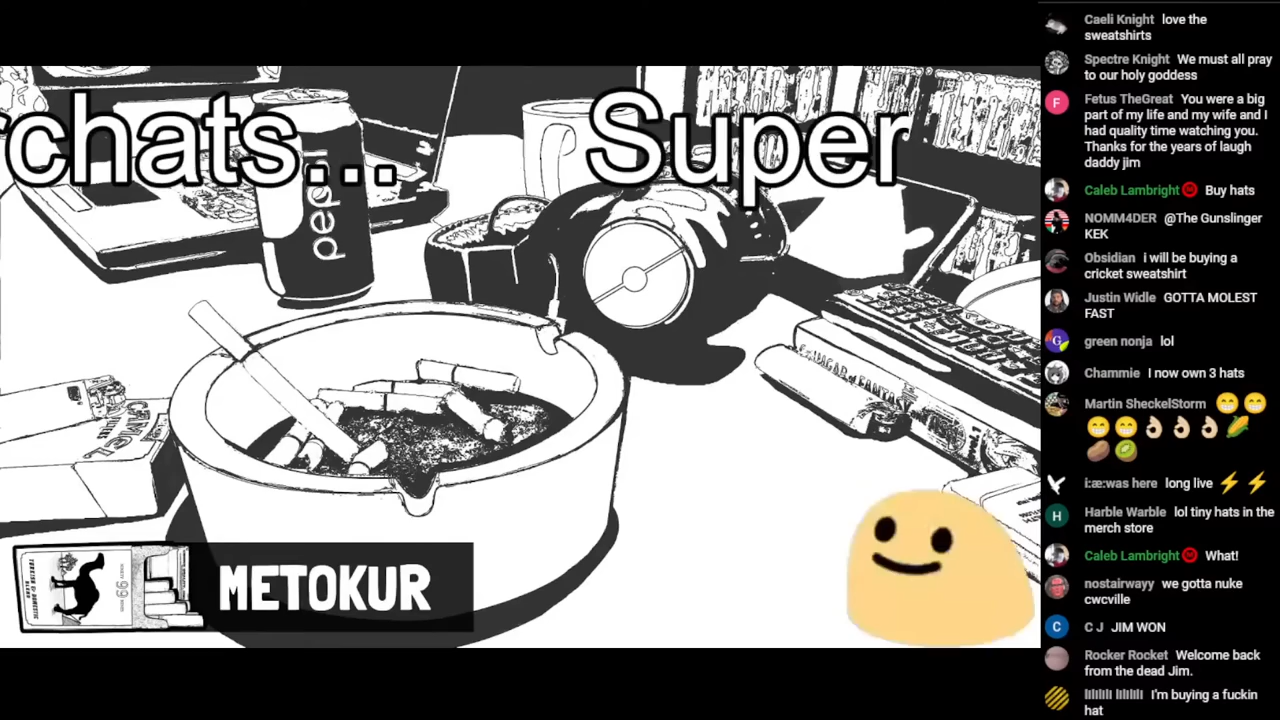 rchats... Super
pepsi
CAMEL
METOKUR
99
Caeli Knight love the
sweatshirts
Spectre Knight We must all pray
to our holy goddess
F
Fetus TheGreat You were a big
part of my life and my wife and I
had quality time watching you.
Thanks for the years of laugh
daddy jim
Caleb Lambright Buy hats
NOMM4DER @The Gunslinger
KEK
Obsidian i will be buying a
cricket sweatshirt
Justin Widle GOTTA MOLEST
FAST
G
green nonja lol
Chammie I now own 3 hats
Martin SheckelStorm 😁😁
😁😁👌🏻👌🏻👌🏻🌽
🥔🥝
i:æ:was here long live ⚡⚡
H
Harble Warble lol tiny hats in the
merch store
Caleb Lambright What!
nostairwayy we gotta nuke
cwcville
C
C J JIM WON
Rocker Rocket Welcome back
from the dead Jim.
I'm buying a fuckin
hat